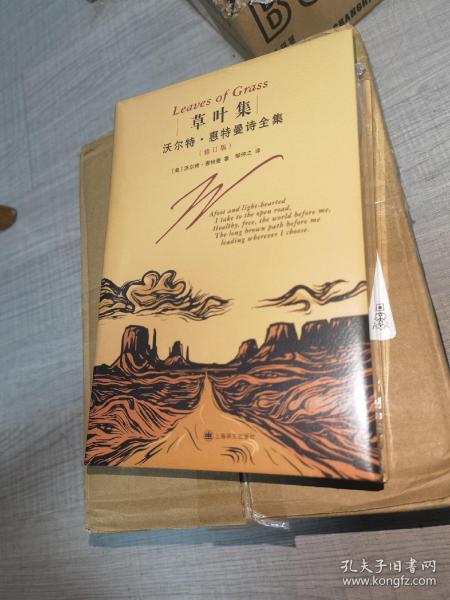 Leaves of Grass
草叶集
沃尔特·惠特曼诗全集
(修订版)
[美]沃尔特·惠特曼 著 邹仲之 译
W
Afoot and light-hearted
I take to the open road,
Healthy, free, the world before me,
The long brown path before me
leading wherever I choose.
上海译文出版社
孔夫子旧书网
www.kongfz.com